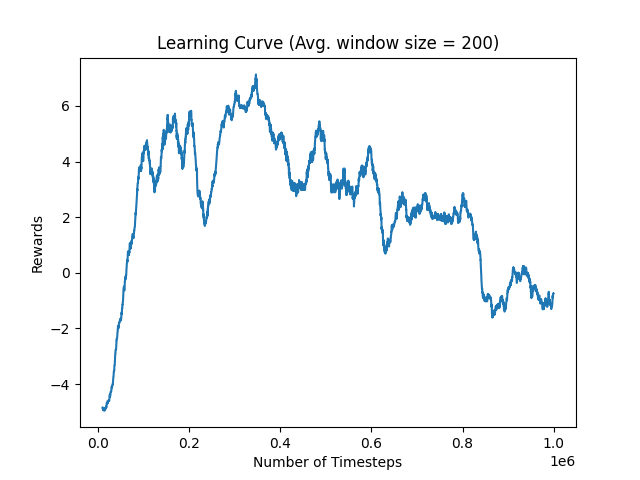 Learning Curve (Avg. window size = 200)
Rewards
6
4
2
0
−2
−4
0.0 0.2 0.4 0.6 0.8 1.0
1e6
Number of Timesteps